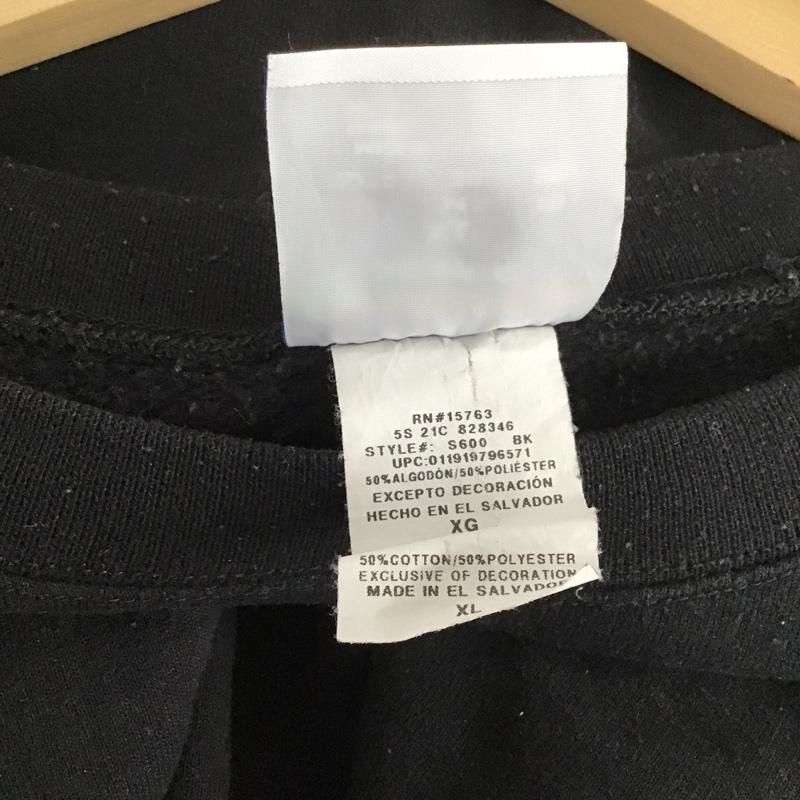 RN#15763
5S 21C 828346
STYLE#: S600 BK
UPC:011919796571
50%ALGODÓN/50%POLIÉSTER
EXCEPTO DECORACIÓN
HECHO EN EL SALVADOR
XG
50%COTTON/50%POLYESTER
EXCLUSIVE OF DECORATION
MADE IN EL SALVADOR
XL